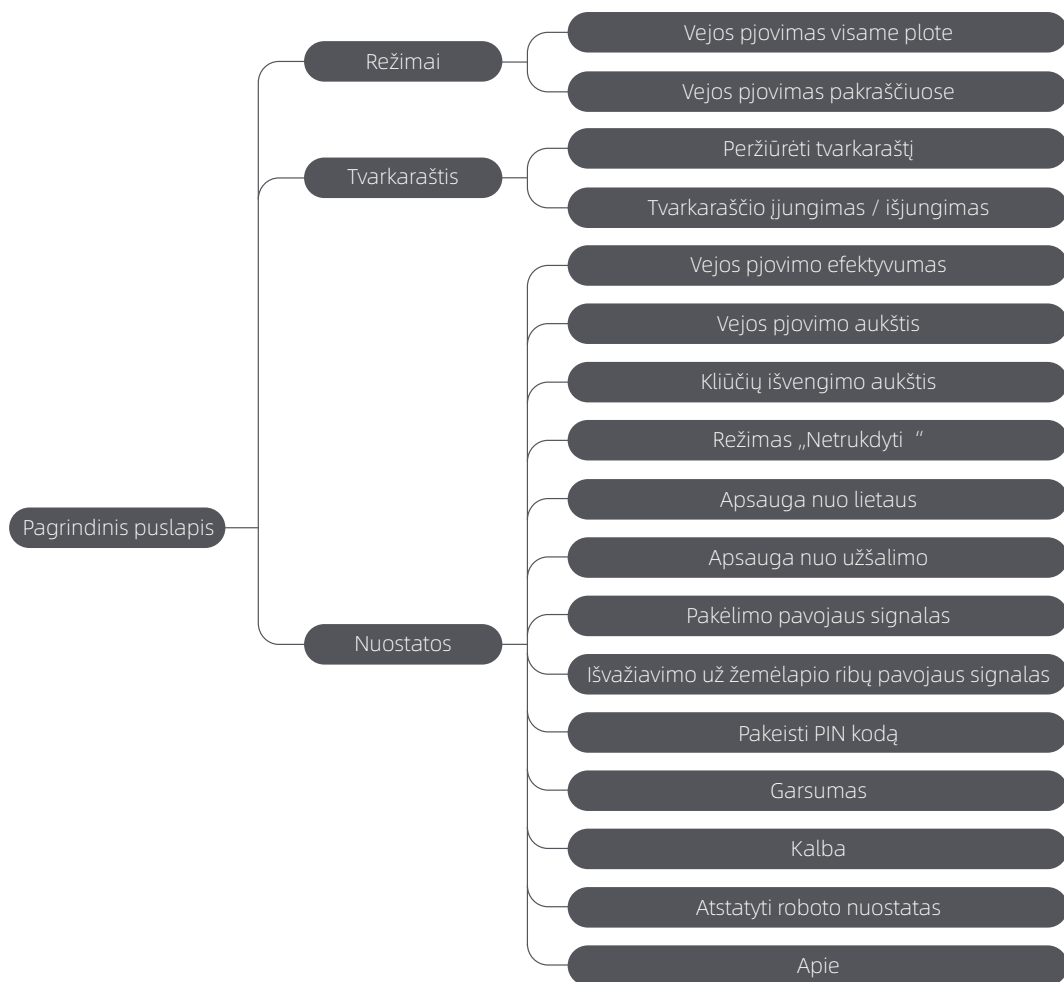 Pagrindinis puslapis
Režimai
Vejos pjovimas visame plote
Vejos pjovimas pakraščiuose
Tvarkaraštis
Peržiūrėti tvarkaraštį
Tvarkaraščio įjungimas / išjungimas
Nuostatos
Vejos pjovimo efektyvumas
Vejos pjovimo aukštis
Kliūčių išvengimo aukštis
Režimas „Netrukdyti “
Apsauga nuo lietaus
Apsauga nuo užšalimo
Pakėlimo pavojaus signalas
Išvažiavimo už žemėlapio ribų pavojaus signalas
Pakeisti PIN kodą
Garsumas
Kalba
Atstatyti roboto nuostatas
Apie